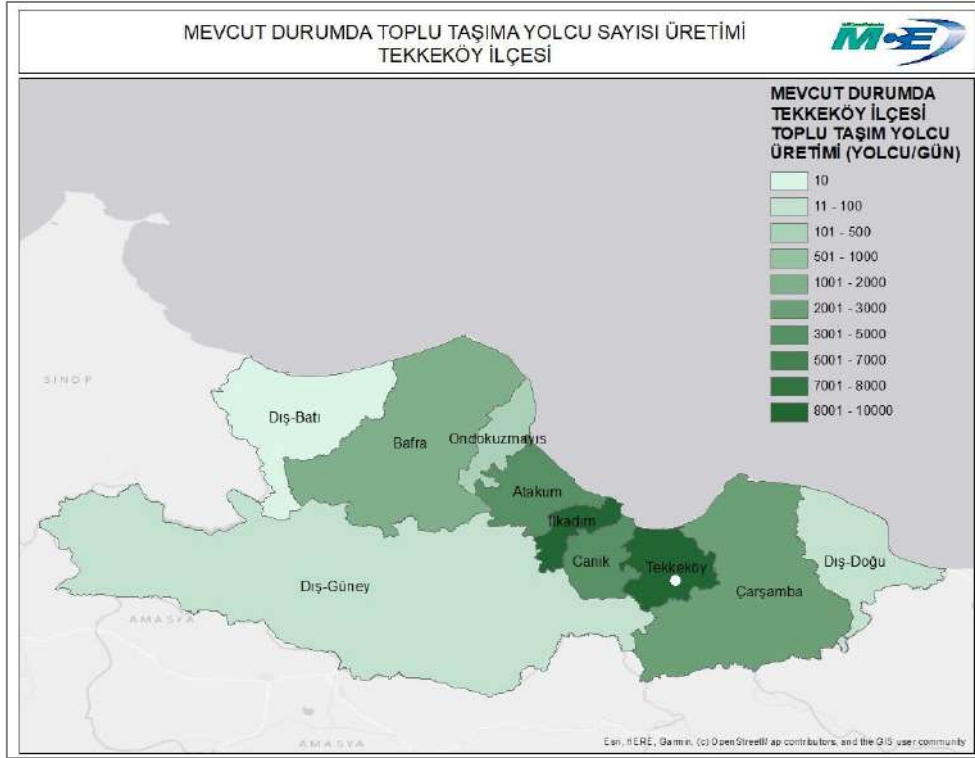 MEVCUT DURUMDA TOPLU TAŞIMA YOLCU SAYISI ÜRETİMİ
TEKKEKÖY İLÇESİ
MEVCUT DURUMDA
TEKKEKÖY İLÇESİ
TOPLU TAŞIM YOLCU
ÜRETİMİ (YOLCU/GÜN)
10
11 - 100
101 - 500
501 - 1000
1001 - 2000
2001 - 3000
3001 - 5000
5001 - 7000
7001 - 8000
8001 - 10000
SINOP
Dış-Batı
Bafra
Ondokuzmayıs
Atakum
İlkadım
Canik
Tekkeköy
Dış-Doğu
Çarşamba
Dış-Güney
AMASYA
AMASYA
Esri, HERE, Garmin, (c) OpenStreetMap contributors, and the GIS user community